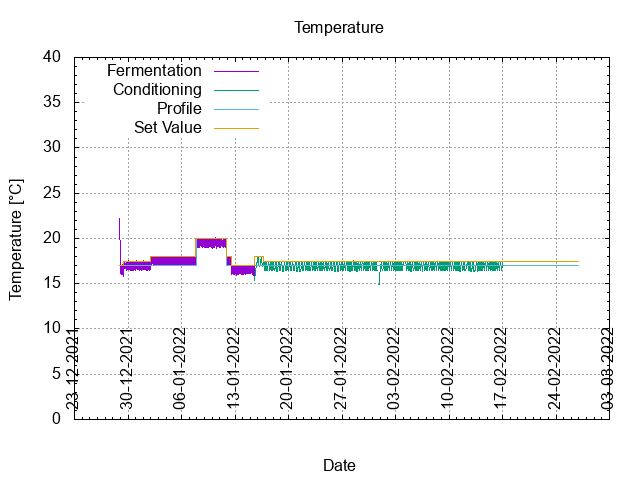 Temperature
40
35
30
25
20
15
10
5
0
Temperature [°C]
Fermentation
Conditioning
Profile
Set Value
23-12-2021
30-12-2021
06-01-2022
13-01-2022
20-01-2022
27-01-2022
03-02-2022
10-02-2022
17-02-2022
24-02-2022
03-03-2022
Date